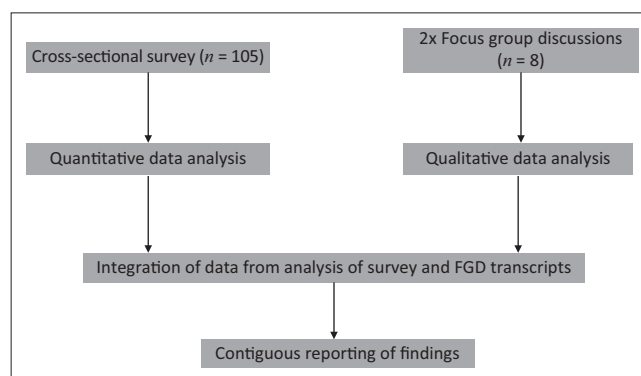 Cross-sectional survey (n = 105)
2x Focus group discussions
(n = 8)
Quantitative data analysis
Qualitative data analysis
Integration of data from analysis of survey and FGD transcripts
Contiguous reporting of findings